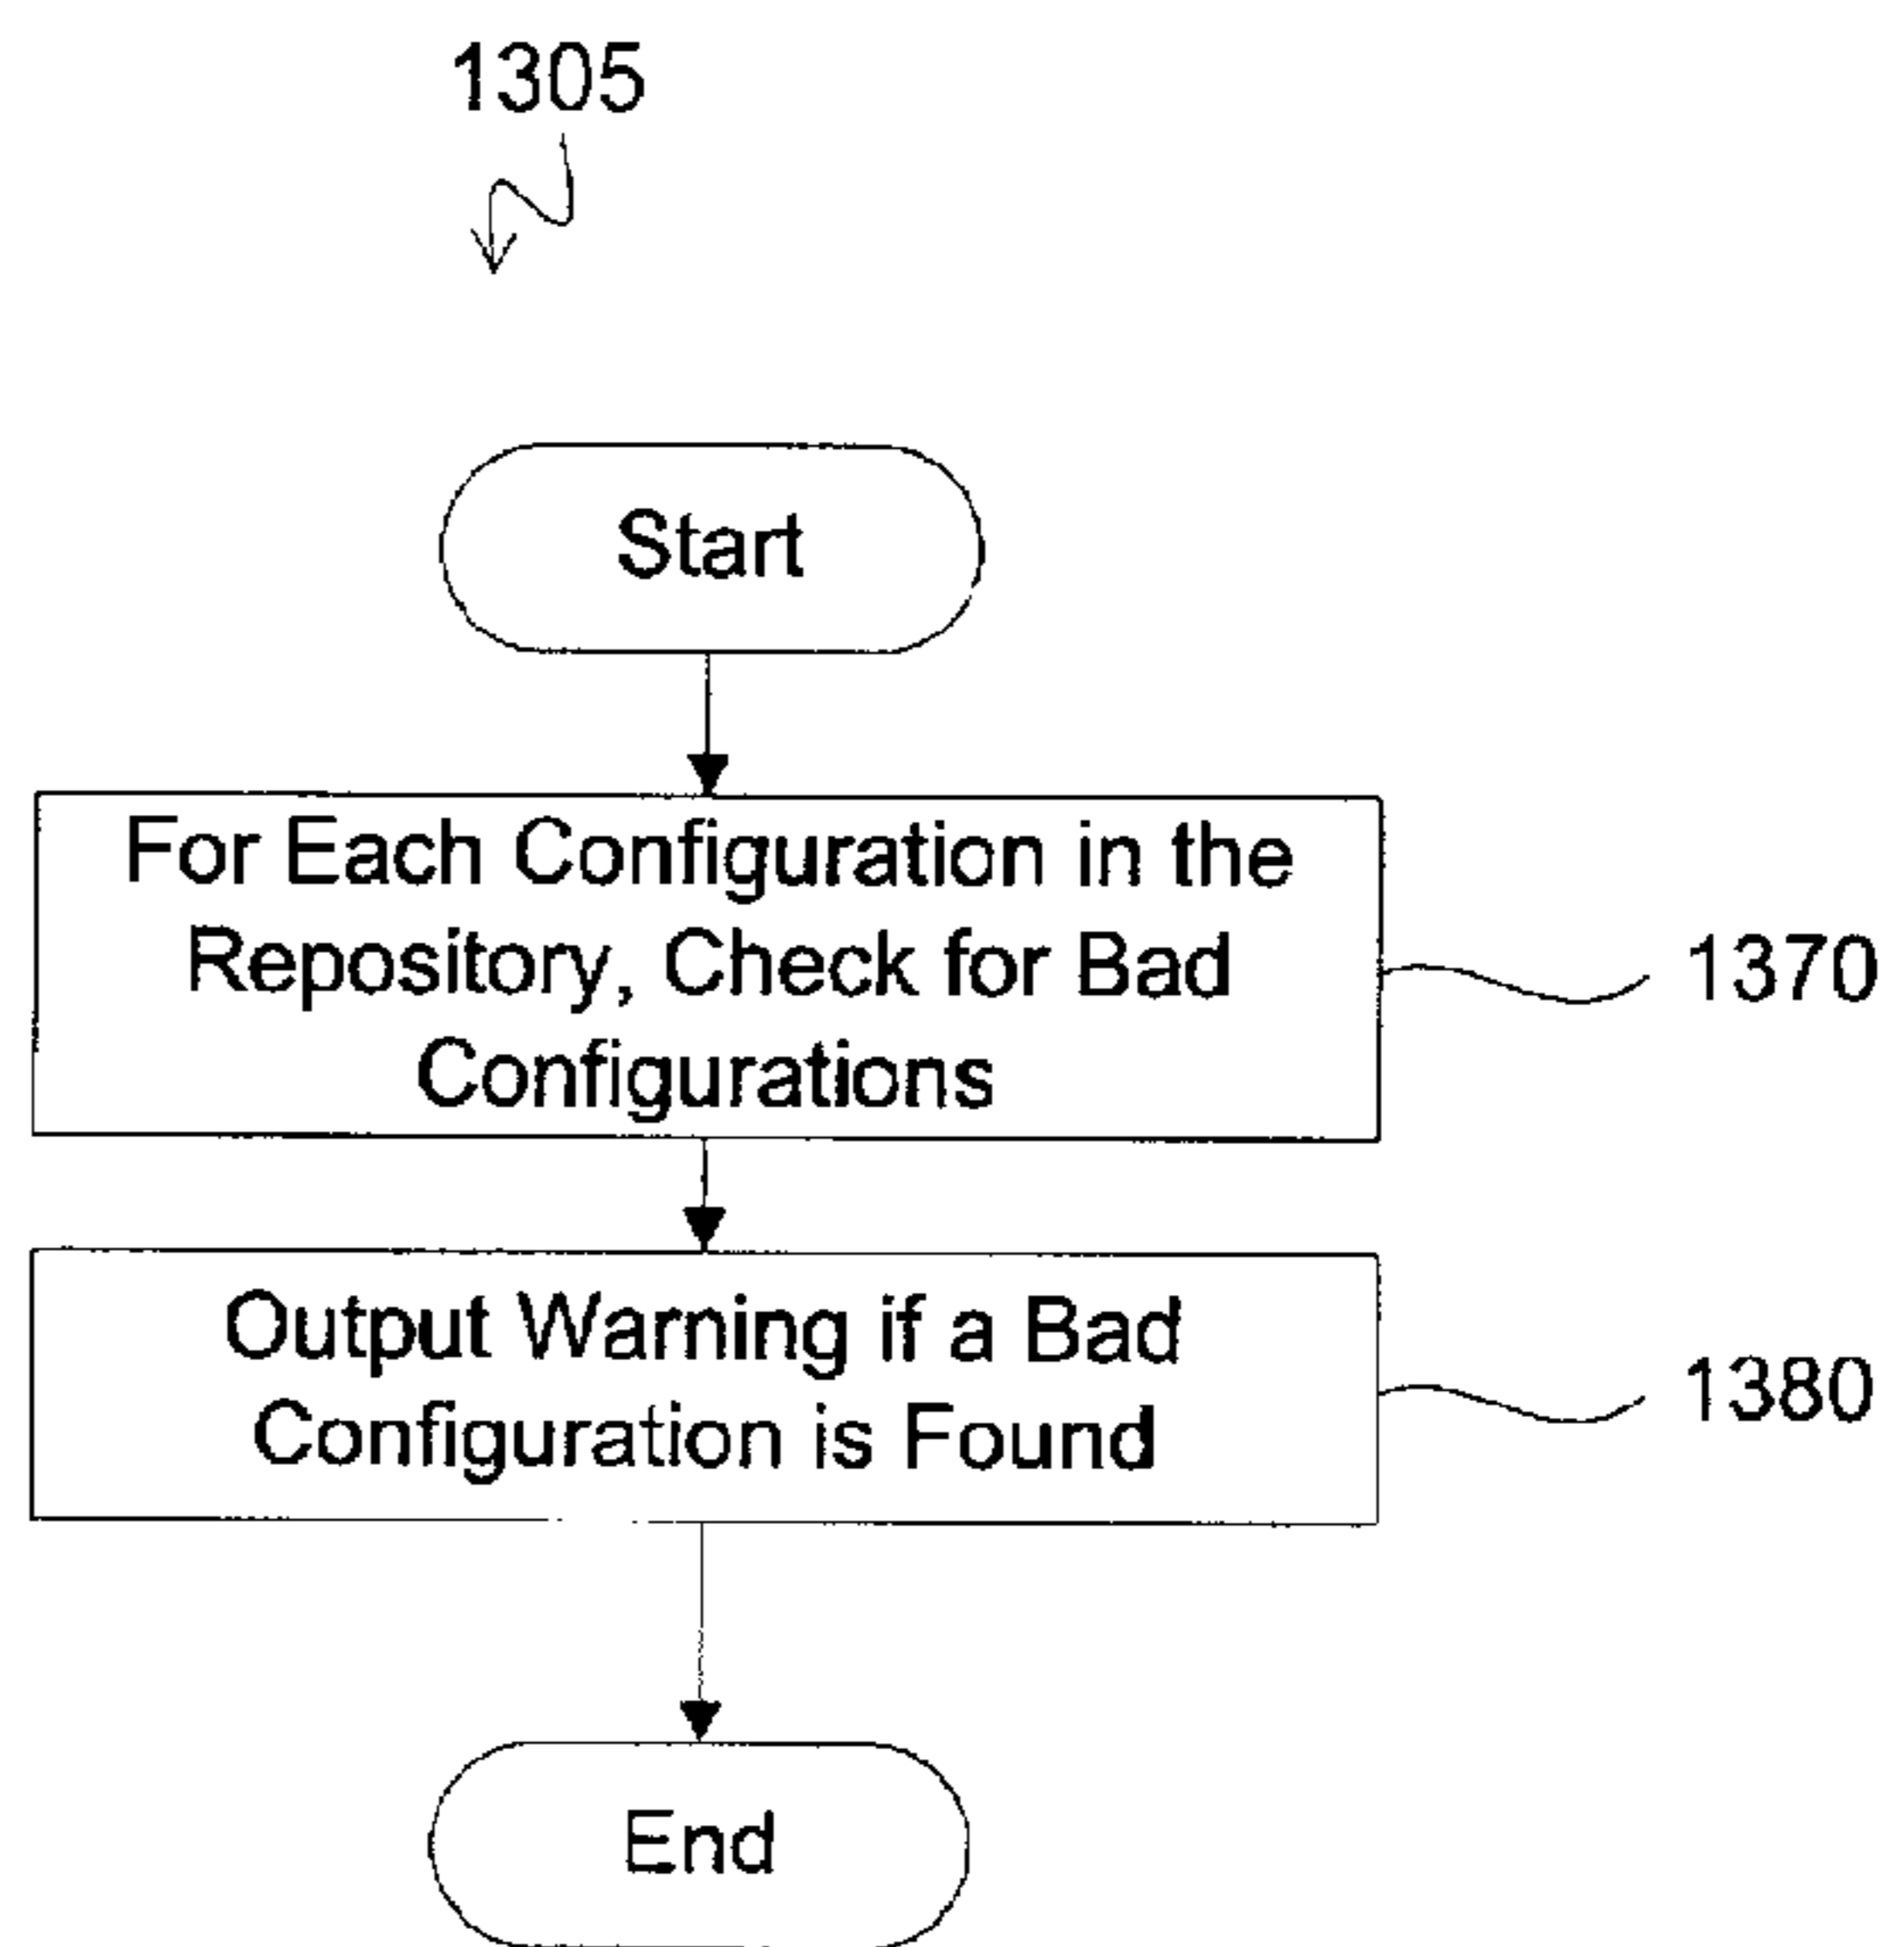 1305
Start
For Each Configuration in the
Repository, Check for Bad
Configurations
1370
Output Warning if a Bad
Configuration is Found
1380
End